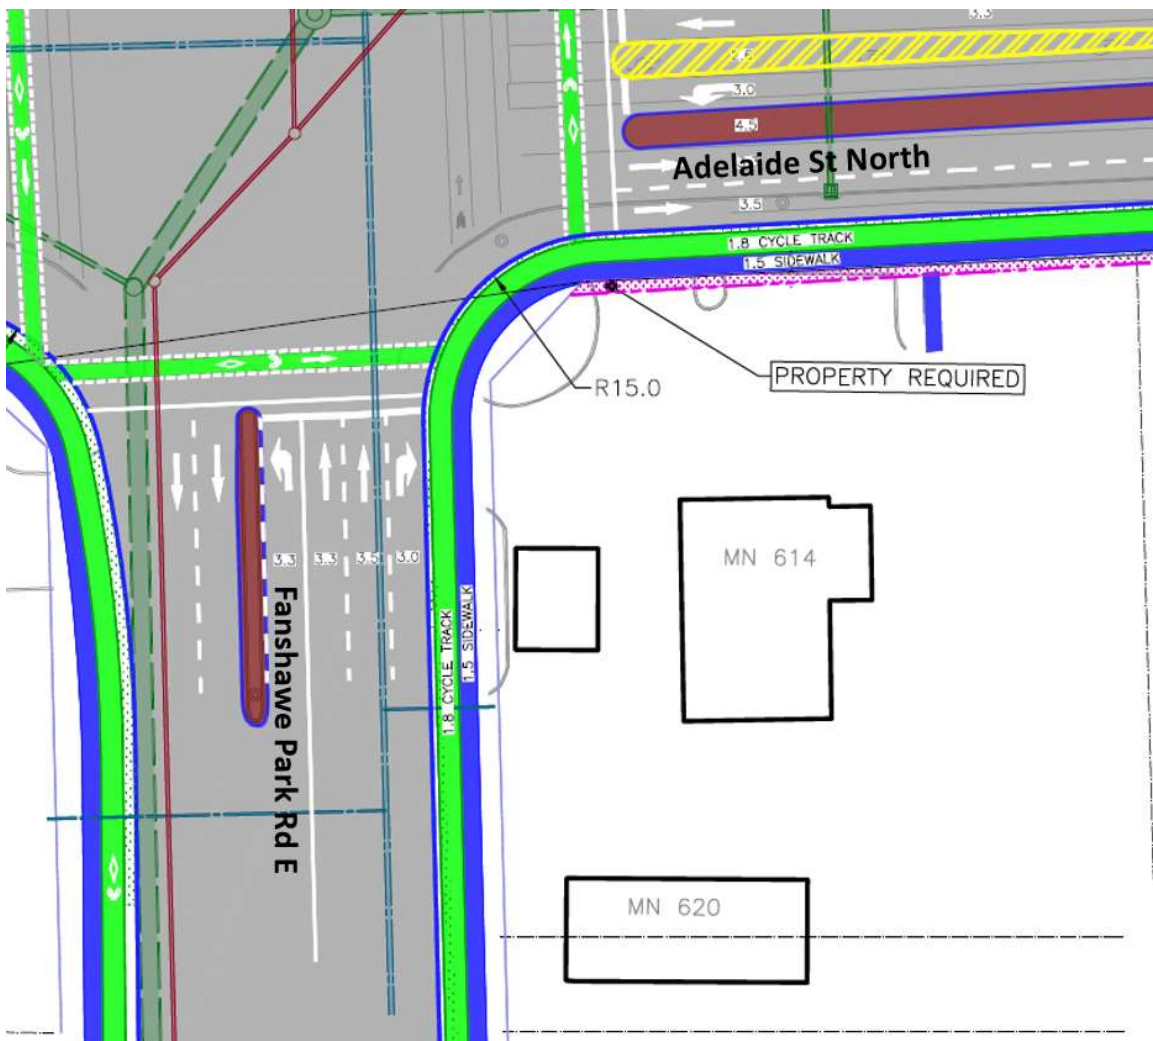 3.3
3.0
4.5
Adelaide St North
3.5
1.8 CYCLE TRACK
1.5 SIDEWALK
PROPERTY REQUIRED
R15.0
3.3
3.3
3.5
3.0
MN 614
Fanshawe Park Rd E
1.8 CYCLE TRACK
1.5 SIDEWALK
MN 620